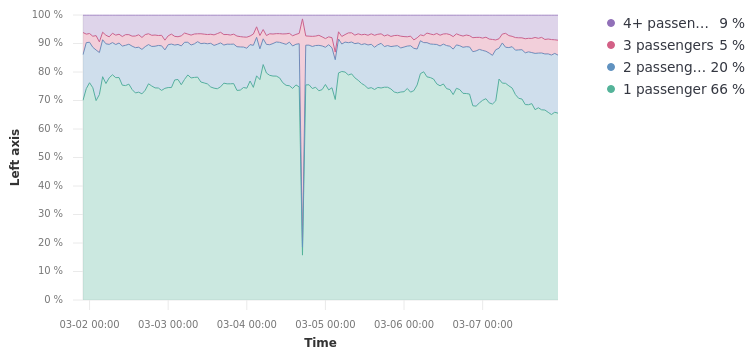 100 %
90 %
80 %
70 %
60 %
50 %
40 %
30 %
20 %
10 %
0 %
Left axis
03-02 00:00 03-03 00:00 03-04 00:00 03-05 00:00 03-06 00:00 03-07 00:00
Time
4+ passen... 9 %
3 passengers 5 %
2 passeng... 20 %
1 passenger 66 %